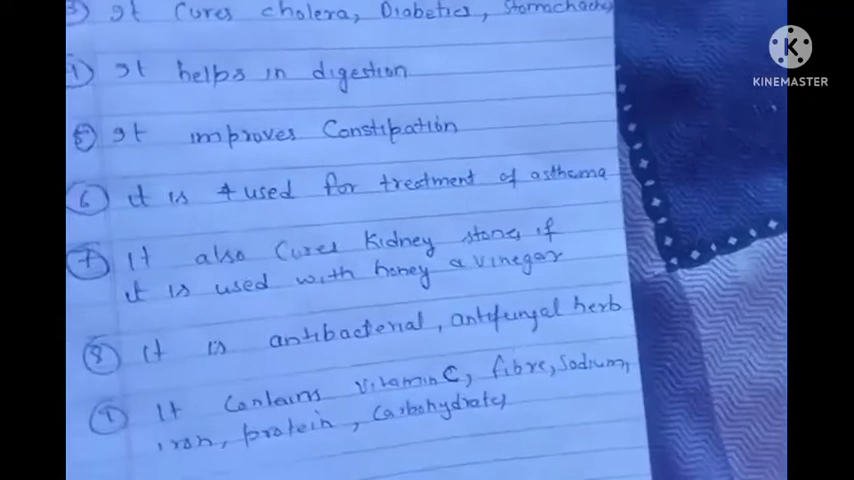 3) It Cures cholera, Diabetics, Stomachache,
4) It helps in digestion
5) It improves Constipation
6) it is used for treatment of asthama
7) It also Cures Kidney stone, if
it is used with honey & vinegar
8) it is antibacterial, antifungal herb
9) It Contains Vitamin C, fibre, Sodium,
iron, protein, Carbohydrate,
KINEMASTER